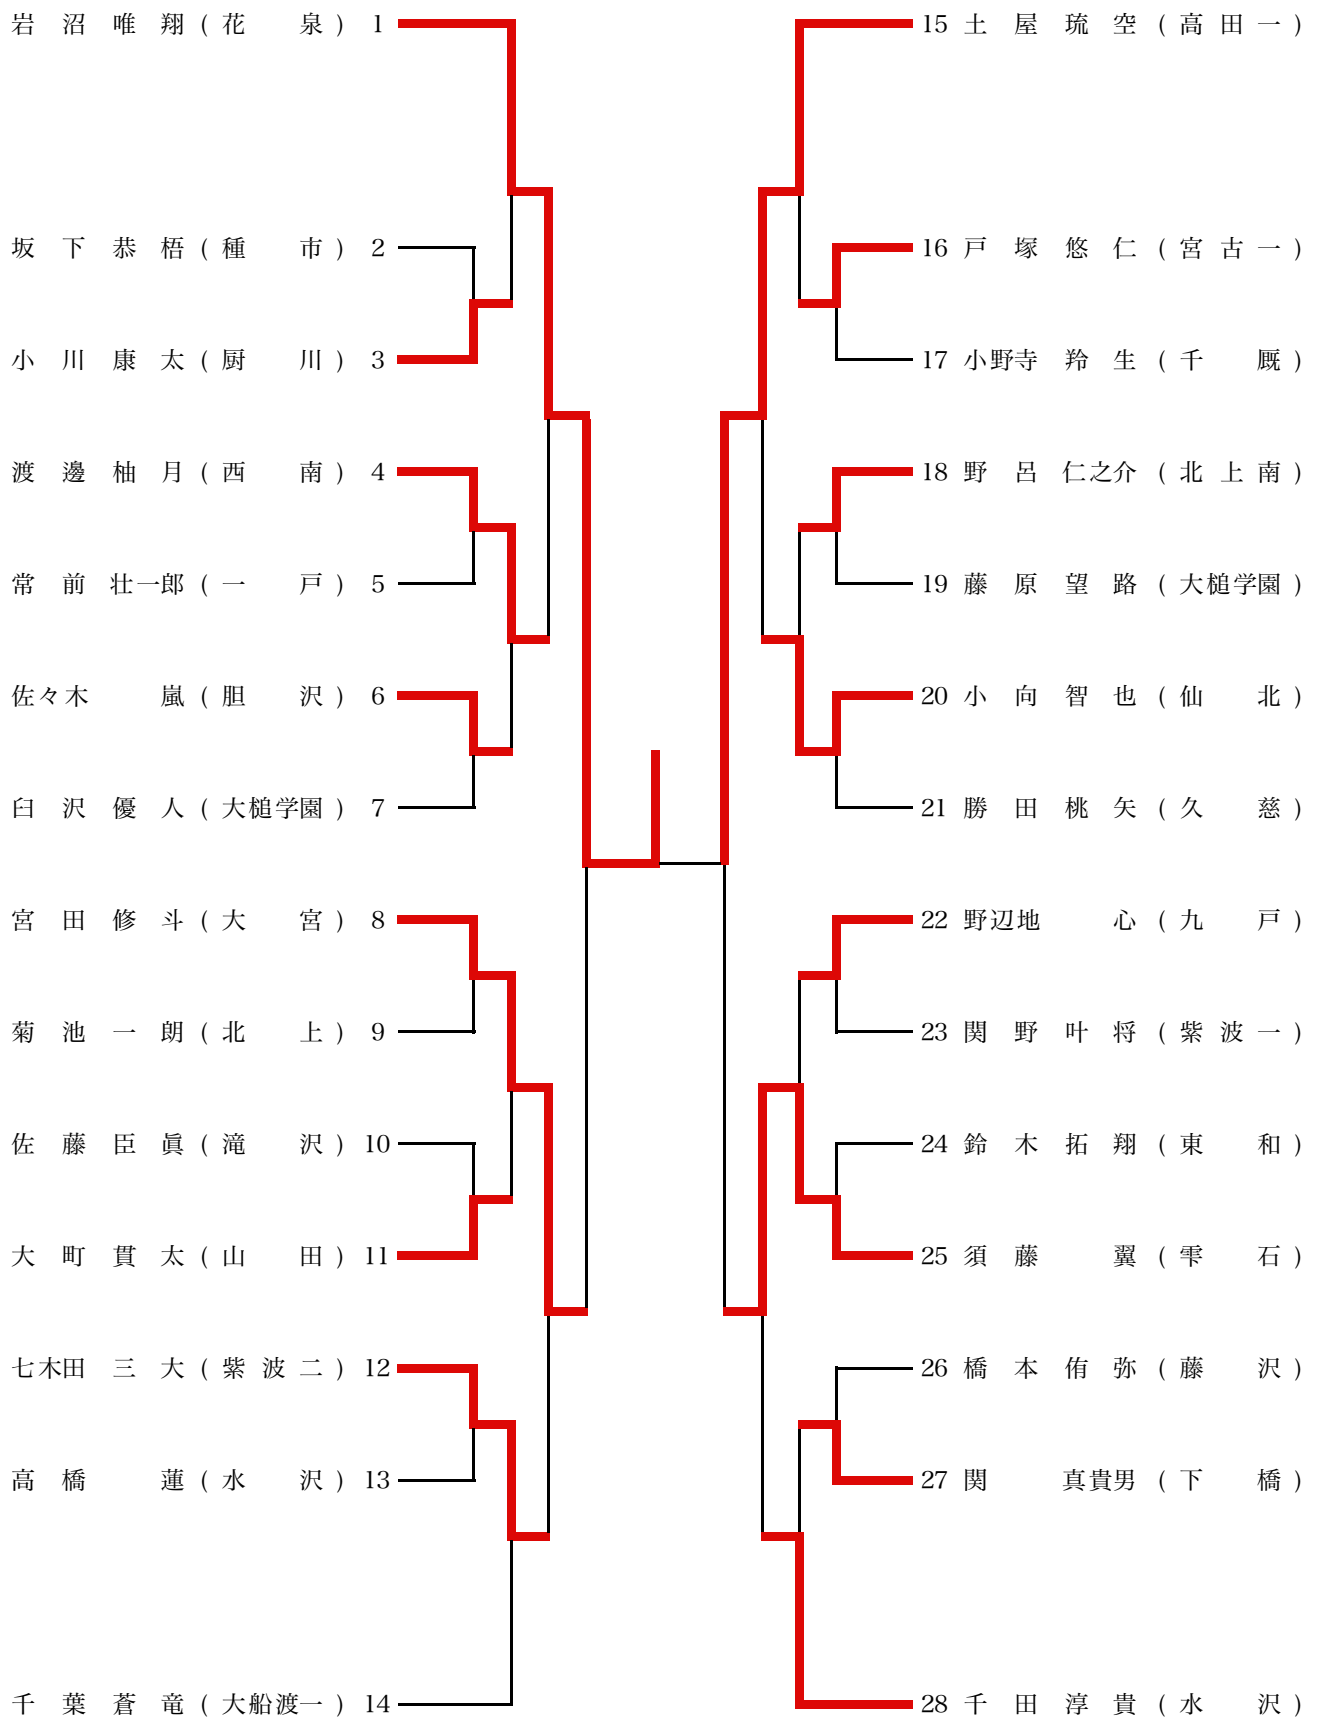 岩沼唯翔(花泉) 1
坂下恭梧(種市) 2
小川康太(厨川) 3
渡邊柚月(西南) 4
常前壮一郎(一戸) 5
佐々木嵐(胆沢) 6
臼沢優人(大槌学園) 7
宮田修斗(大宮) 8
菊池一朗(北上) 9
佐藤臣眞(滝沢) 10
大町貫太(山田) 11
七木田三大(紫波二) 12
高橋蓮(水沢) 13
千葉蒼竜(大船渡一) 14
15 土屋琉空(高田一)
16 戸塚悠仁(宮古一)
17 小野寺羚生(千厩)
18 野呂仁之介(北上南)
19 藤原望路(大槌学園)
20 小向智也(仙北)
21 勝田桃矢(久慈)
22 野辺地心(九戸)
23 関野叶将(紫波一)
24 鈴木拓翔(東和)
25 須藤翼(雫石)
26 橋本侑弥(藤沢)
27 関真貴男(下橋)
28 千田淳貴(水沢)